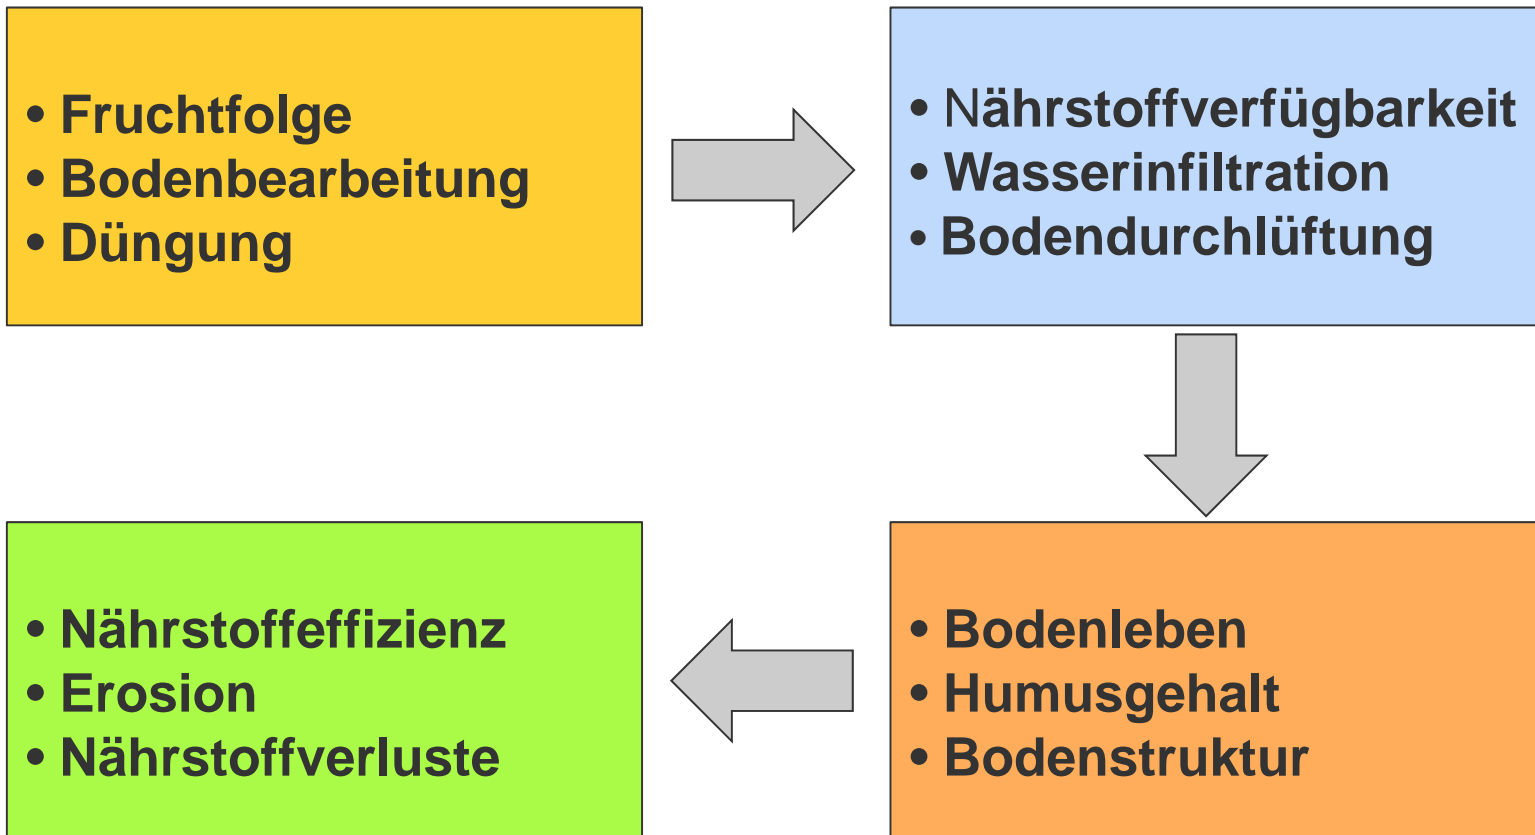 • Fruchtfolge
• Bodenbearbeitung
• Düngung
• Nährstoffverfügbarkeit
• Wasserinfiltration
• Bodendurchlüftung
• Nährstoffeffizienz
• Erosion
• Nährstoffverluste
• Bodenleben
• Humusgehalt
• Bodenstruktur